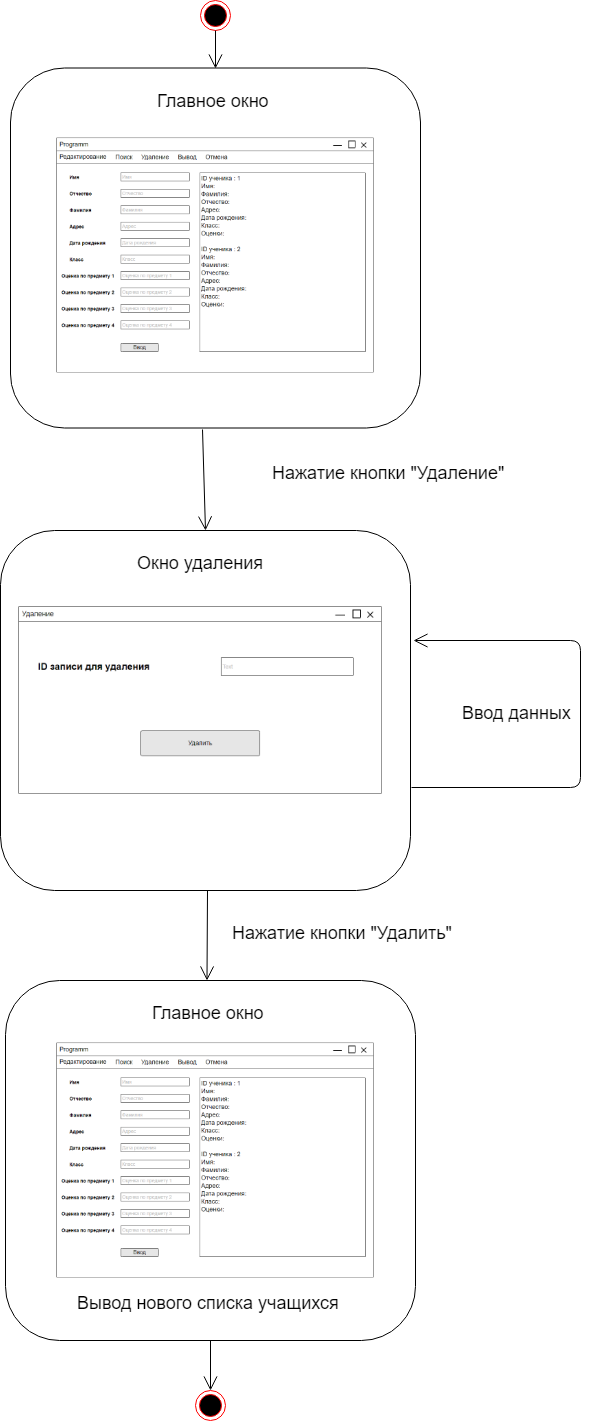 Главное окно
Programm
Редактирование Поиск Удаление Вывод Отмена
Имя Имя
Отчество Отчество
Фамилия Фамилия
Адрес Адрес
Дата рождения Дата рождения
Класс Класс
Оценка по предмету 1 Оценка по предмету 1
Оценка по предмету 2 Оценка по предмету 2
Оценка по предмету 3 Оценка по предмету 3
Оценка по предмету 4 Оценка по предмету 4
Ввод
ID ученика : 1
Имя:
Фамилия:
Отчество:
Адрес:
Дата рождения:
Класс:
Оценки:
ID ученика : 2
Имя:
Фамилия:
Отчество:
Адрес:
Дата рождения:
Класс:
Оценки:
Нажатие кнопки "Удаление"
Окно удаления
Удаление
ID записи для удаления Text
Удалить
Ввод данных
Нажатие кнопки "Удалить"
Главное окно
Programm
Редактирование Поиск Удаление Вывод Отмена
Имя Имя
Отчество Отчество
Фамилия Фамилия
Адрес Адрес
Дата рождения Дата рождения
Класс Класс
Оценка по предмету 1 Оценка по предмету 1
Оценка по предмету 2 Оценка по предмету 2
Оценка по предмету 3 Оценка по предмету 3
Оценка по предмету 4 Оценка по предмету 4
Ввод
ID ученика : 1
Имя:
Фамилия:
Отчество:
Адрес:
Дата рождения:
Класс:
Оценки:
ID ученика : 2
Имя:
Фамилия:
Отчество:
Адрес:
Дата рождения:
Класс:
Оценки:
Вывод нового списка учащихся